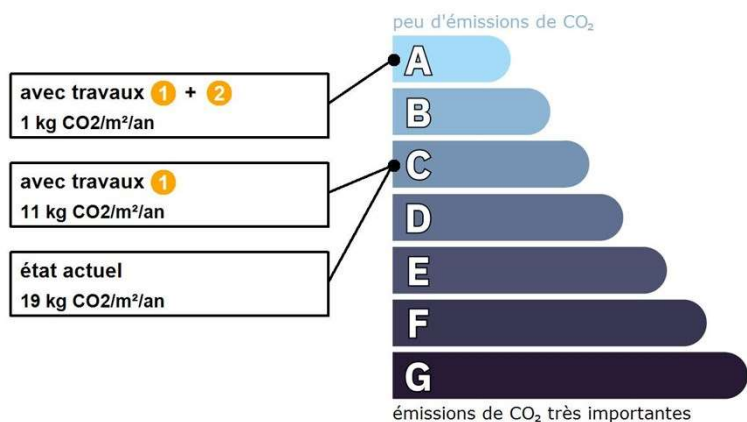 peu d'émissions de CO₂
A
avec travaux 1 + 2
1 kg CO2/m²/an
B
C
avec travaux 1
11 kg CO2/m²/an
D
état actuel
19 kg CO2/m²/an
E
F
G
émissions de CO₂ très importantes